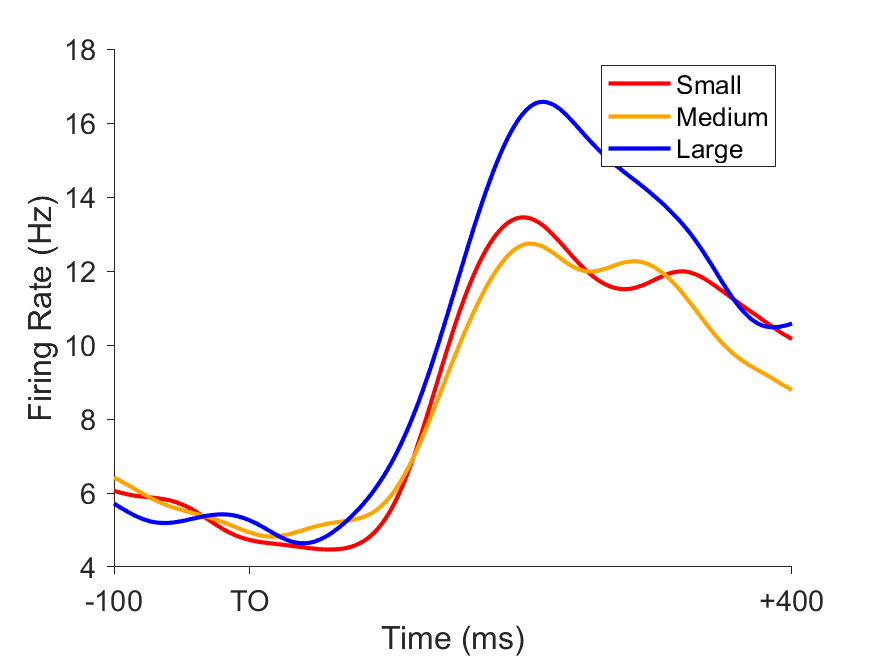 18
16
14
12
10
8
6
4
Firing Rate (Hz)
Small
Medium
Large
-100
TO
+400
Time (ms)